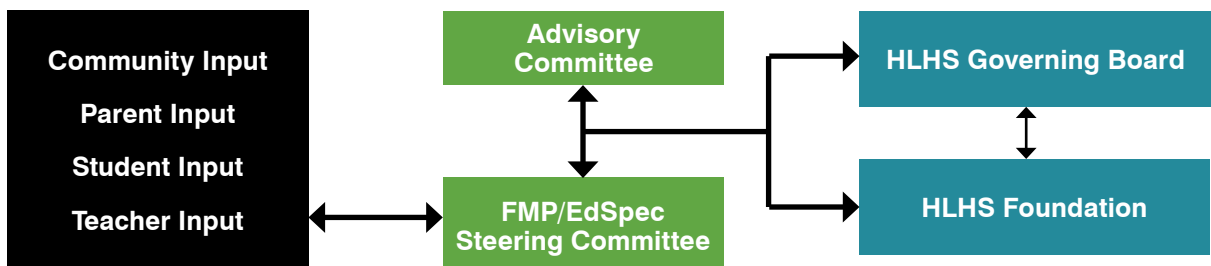 Community Input
Parent Input
Student Input
Teacher Input
Advisory
Committee
FMP/EdSpec
Steering Committee
HLHS Governing Board
HLHS Foundation